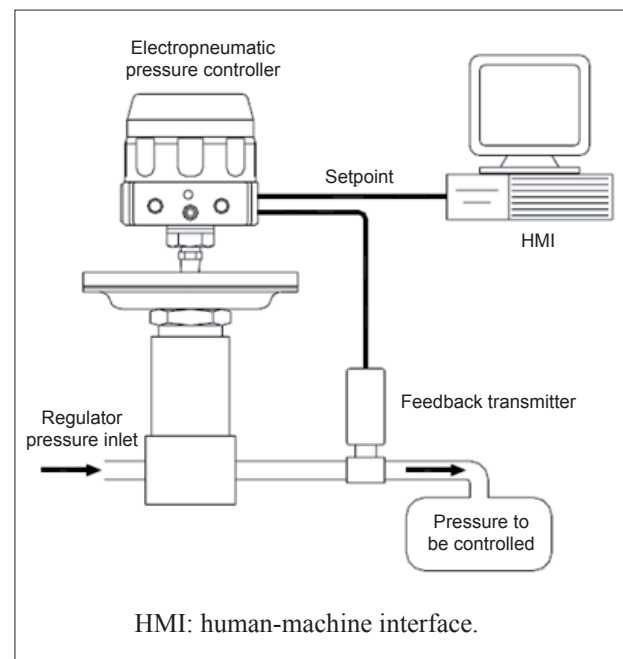 Electropneumatic
pressure controller
Setpoint
HMI
Feedback transmitter
Regulator
pressure inlet
Pressure to
be controlled
HMI: human-machine interface.